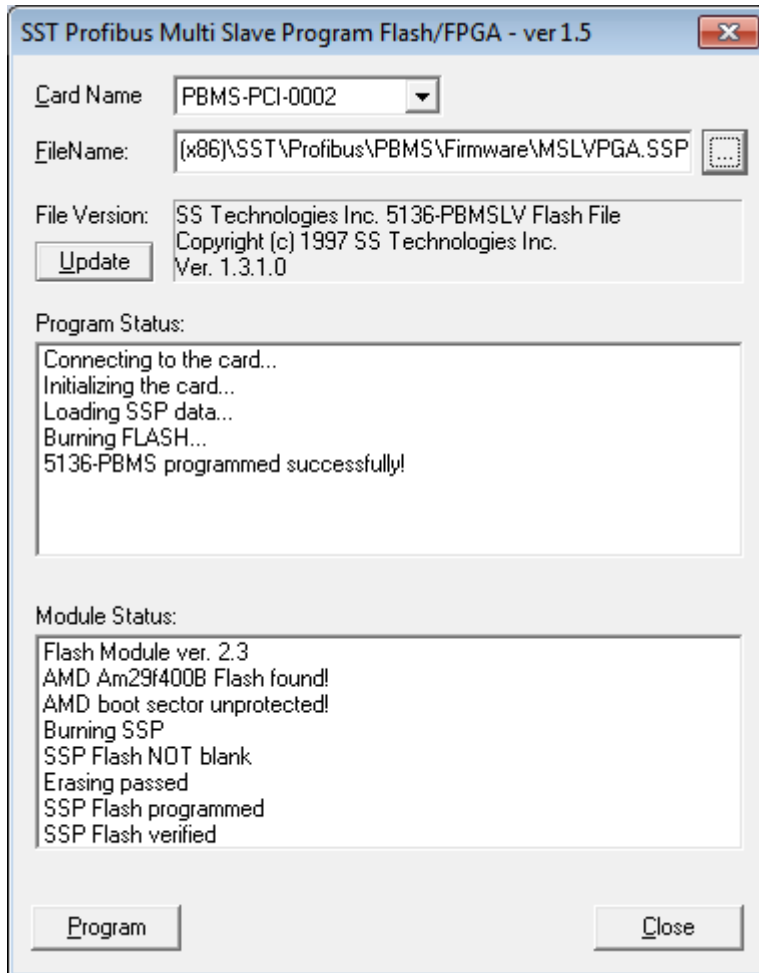 SST Profibus Multi Slave Program Flash/FPGA - ver 1.5
Card Name PBMS-PCI-0002
FileName: (x86)\SST\Profibus\PBMS\Firmware\MSLVPGA.SSP ...
File Version: SS Technologies Inc. 5136-PBMSLV Flash File
Copyright (c) 1997 SS Technologies Inc.
Update Ver. 1.3.1.0
Program Status:
Connecting to the card...
Initializing the card...
Loading SSP data...
Burning FLASH...
5136-PBMS programmed successfully!
Module Status:
Flash Module ver. 2.3
AMD Am29f400B Flash found!
AMD boot sector unprotected!
Burning SSP
SSP Flash NOT blank
Erasing passed
SSP Flash programmed
SSP Flash verified
Program Close